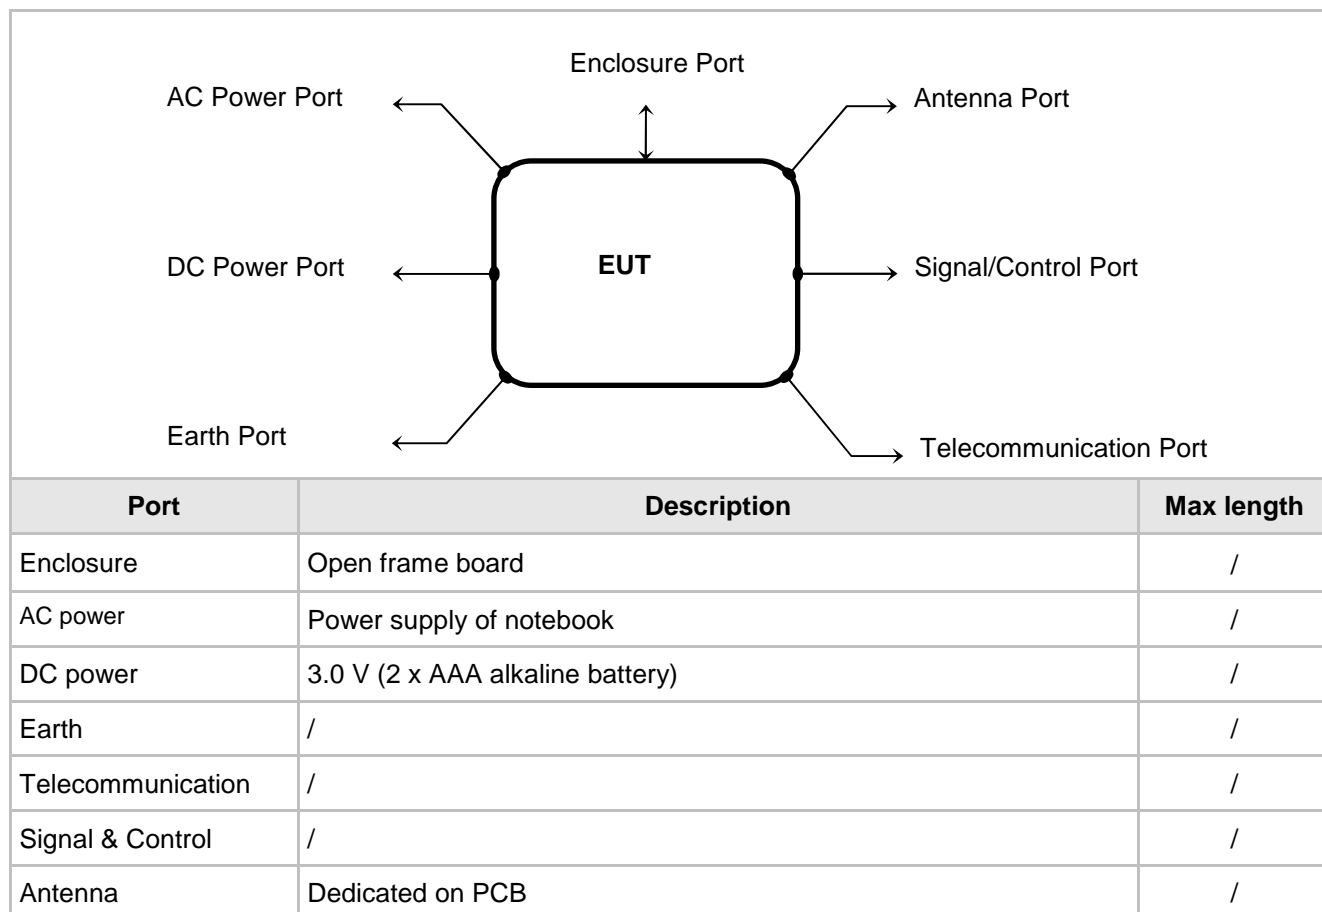 Enclosure Port
AC Power Port
Antenna Port
DC Power Port
EUT
Signal/Control Port
Earth Port
Telecommunication Port
Port Description Max length
Enclosure Open frame board /
AC power Power supply of notebook /
DC power 3.0 V (2 x AAA alkaline battery) /
Earth / /
Telecommunication / /
Signal & Control / /
Antenna Dedicated on PCB /